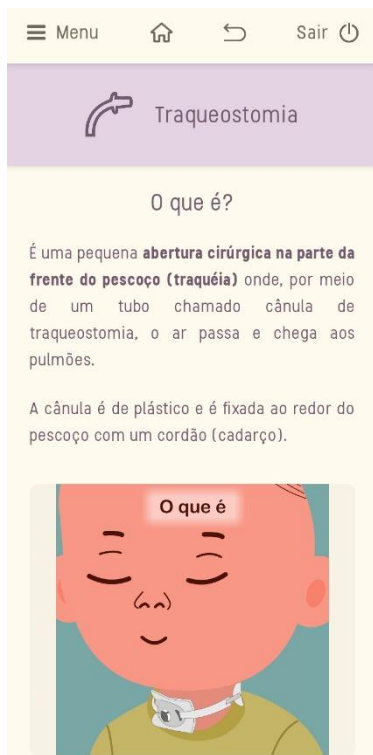 Menu Sair
Traqueostomia
O que é?
É uma pequena abertura cirúrgica na parte da
frente do pescoço (traquéia) onde, por meio
de um tubo chamado cânula de
traqueostomia, o ar passa e chega aos
pulmões.
A cânula é de plástico e é fixada ao redor do
pescoço com um cordão (cadarço).
O que é